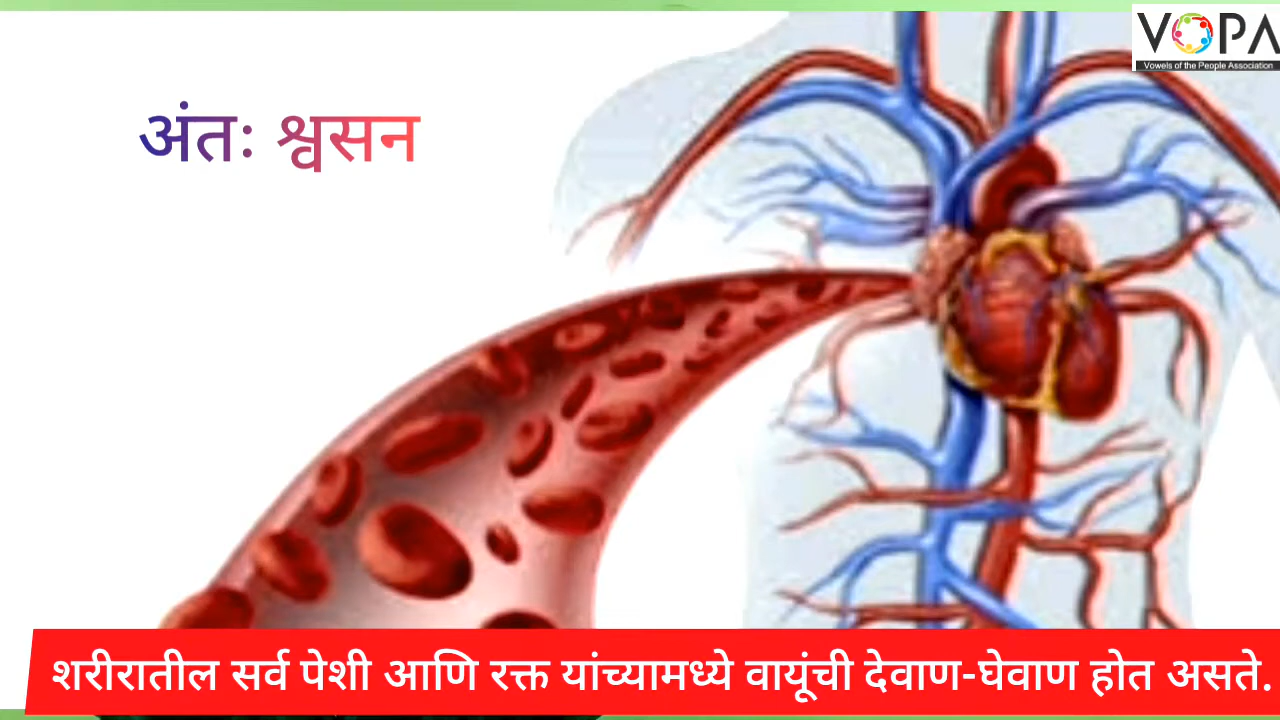 VOPA
Vowels of the People Association
अंतः श्वसन
शरीरातील सर्व पेशी आणि रक्त यांच्यामध्ये वायूंची देवाण-घेवाण होत असते.